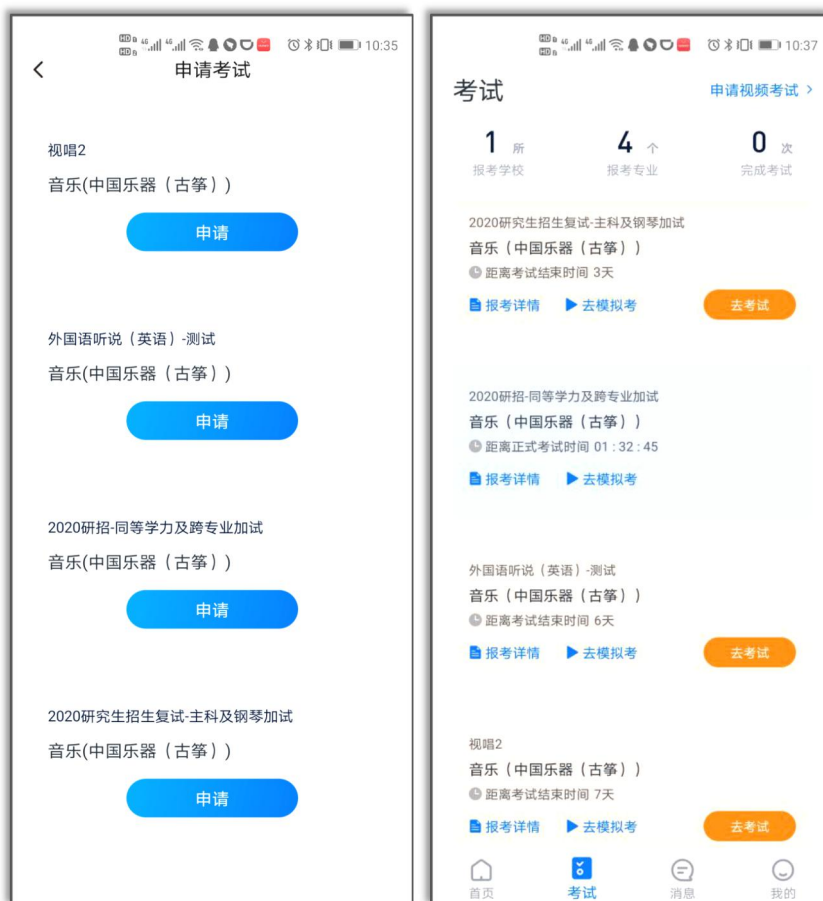 10:35
申请考试
视唱2
音乐(中国乐器（古筝）)
申请
外国语听说（英语）-测试
音乐(中国乐器（古筝）)
申请
2020研招-同等学力及跨专业加试
音乐(中国乐器（古筝）)
申请
2020研究生招生复试-主科及钢琴加试
音乐(中国乐器（古筝）)
申请
10:37
考试
申请视频考试 >
1 所 4 个 0 次
报考学校 报考专业 完成考试
2020研究生招生复试-主科及钢琴加试
音乐（中国乐器（古筝））
距离考试结束时间 3天
报考详情 去模拟考 去考试
2020研招-同等学力及跨专业加试
音乐（中国乐器（古筝））
距离正式考试时间 01 : 32 : 45
报考详情 去模拟考
外国语听说（英语）-测试
音乐（中国乐器（古筝））
距离考试结束时间 6天
报考详情 去模拟考 去考试
视唱2
音乐（中国乐器（古筝））
距离考试结束时间 7天
报考详情 去模拟考 去考试
首页 考试 消息 我的